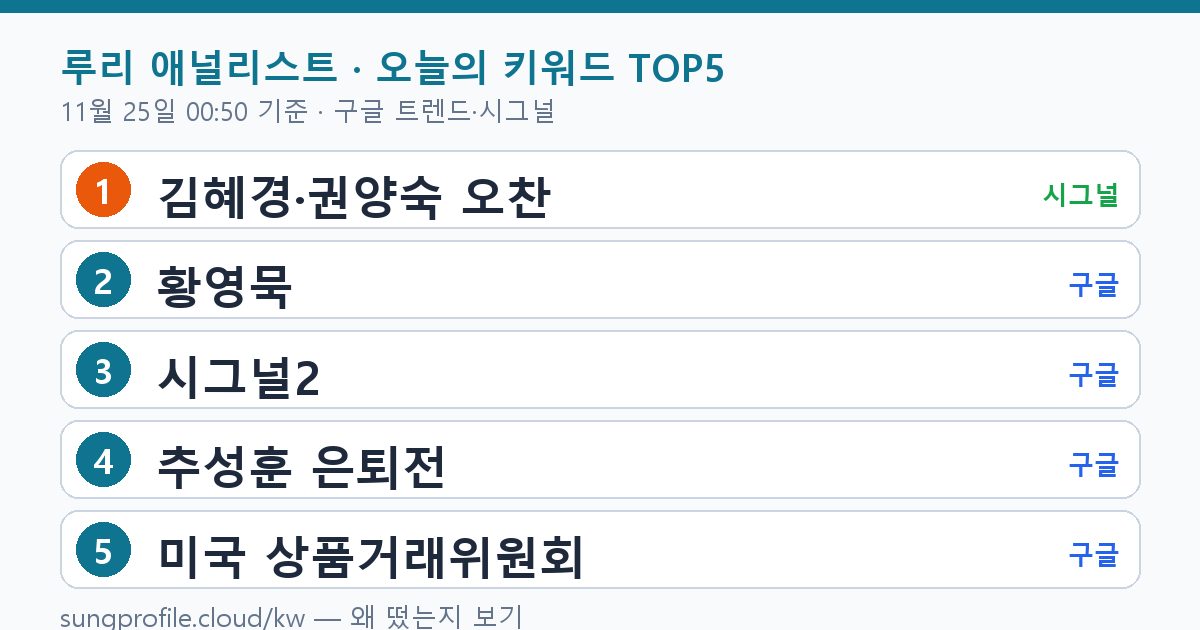 루리 애널리스트 · 오늘의 키워드 TOP5
11월 25일 00:50 기준 · 구글 트렌드·시그널
1 김혜경·권양숙 오찬 시그널
2 황영묵 구글
3 시그널2 구글
4 추성훈 은퇴전 구글
5 미국 상품거래위원회 구글
sungprofile.cloud/kw — 왜 떴는지 보기